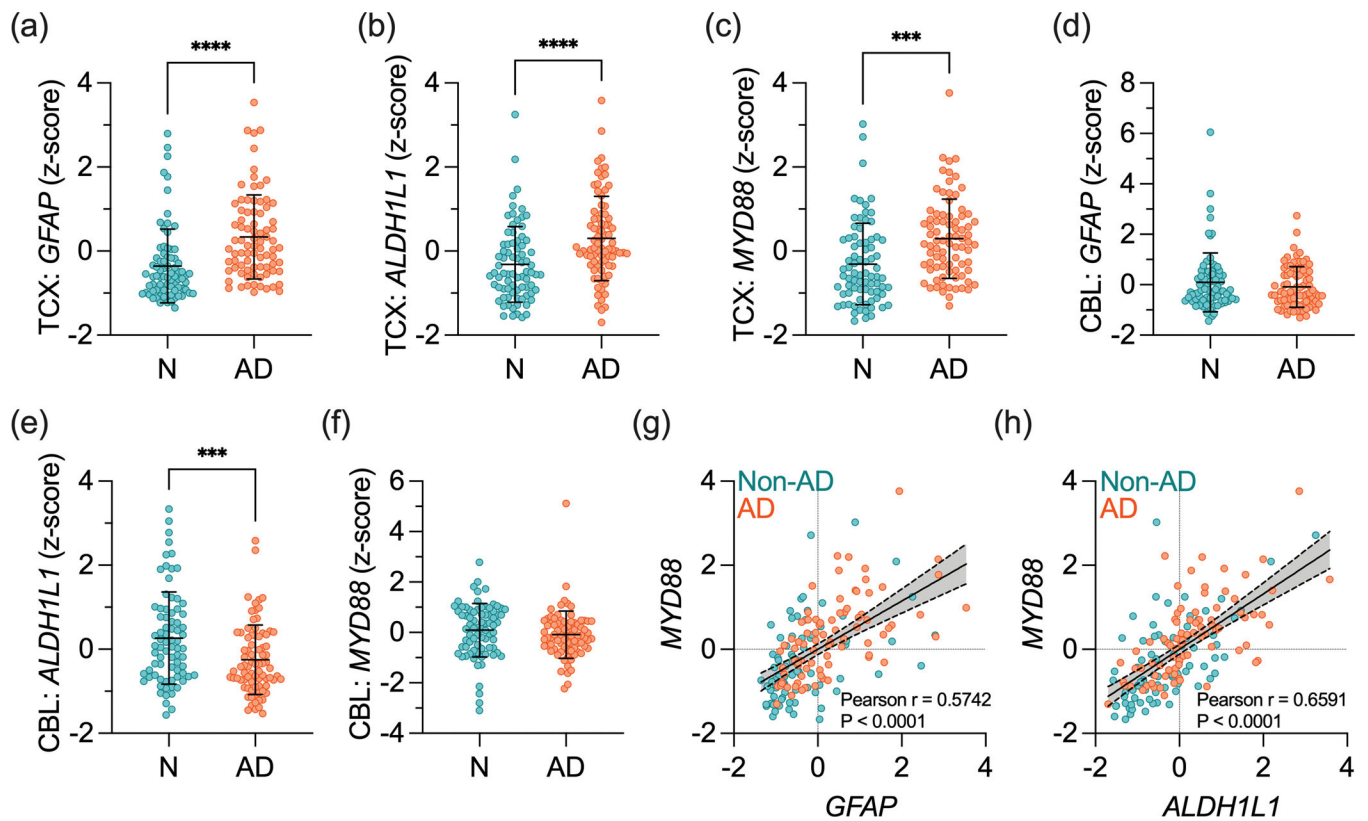 (a)
****
TCX: GFAP (z-score)
4
2
0
-2
N AD
(b)
****
TCX: ALDH1L1 (z-score)
4
2
0
-2
N AD
(c)
***
TCX: MYD88 (z-score)
4
2
0
-2
N AD
(d)
CBL: GFAP (z-score)
8
6
4
2
0
-2
N AD
(e)
***
CBL: ALDH1L1 (z-score)
4
2
0
-2
N AD
(f)
CBL: MYD88 (z-score)
6
4
2
0
-2
-4
N AD
(g)
MYD88
4
2
0
-2
Non-AD
AD
Pearson r = 0.5742
P < 0.0001
-2 0 2 4
GFAP
(h)
MYD88
4
2
0
-2
Non-AD
AD
Pearson r = 0.6591
P < 0.0001
-2 0 2 4
ALDH1L1